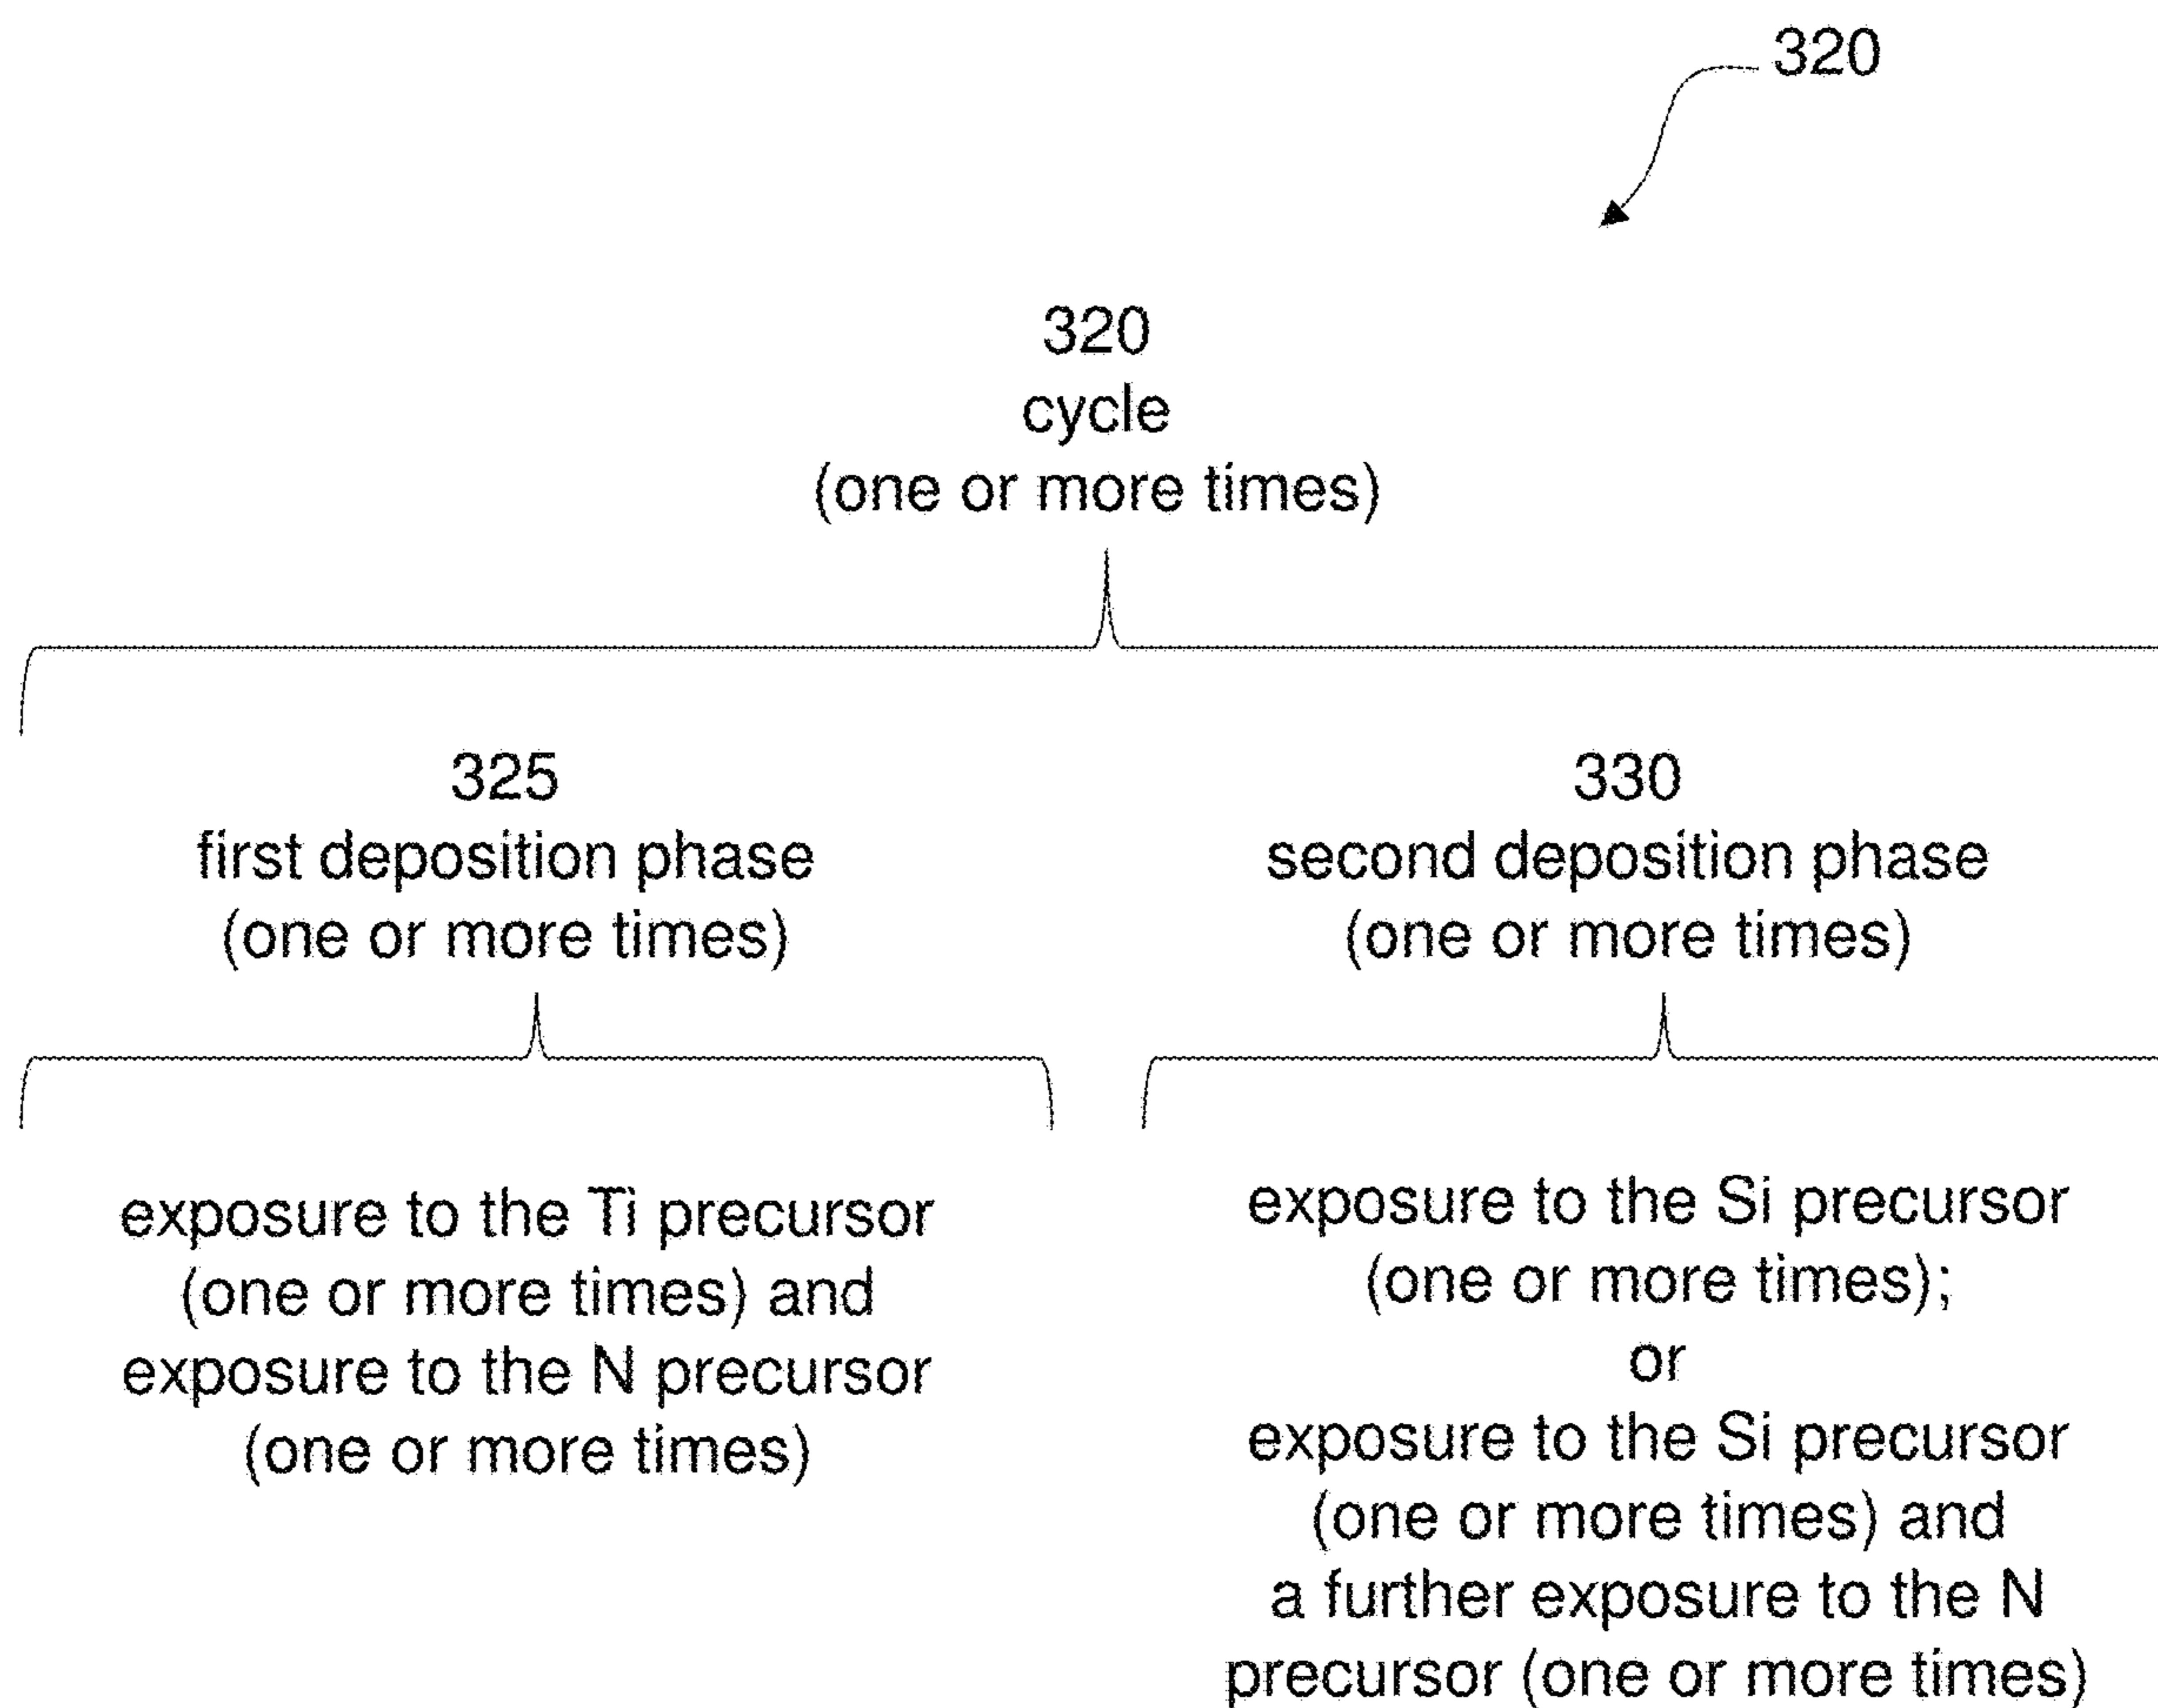 320
320
cycle
(one or more times)
325
first deposition phase
(one or more times)
330
second deposition phase
(one or more times)
exposure to the Ti precursor
(one or more times) and
exposure to the N precursor
(one or more times)
exposure to the Si precursor
(one or more times);
or
exposure to the Si precursor
(one or more times) and
a further exposure to the N
precursor (one or more times)